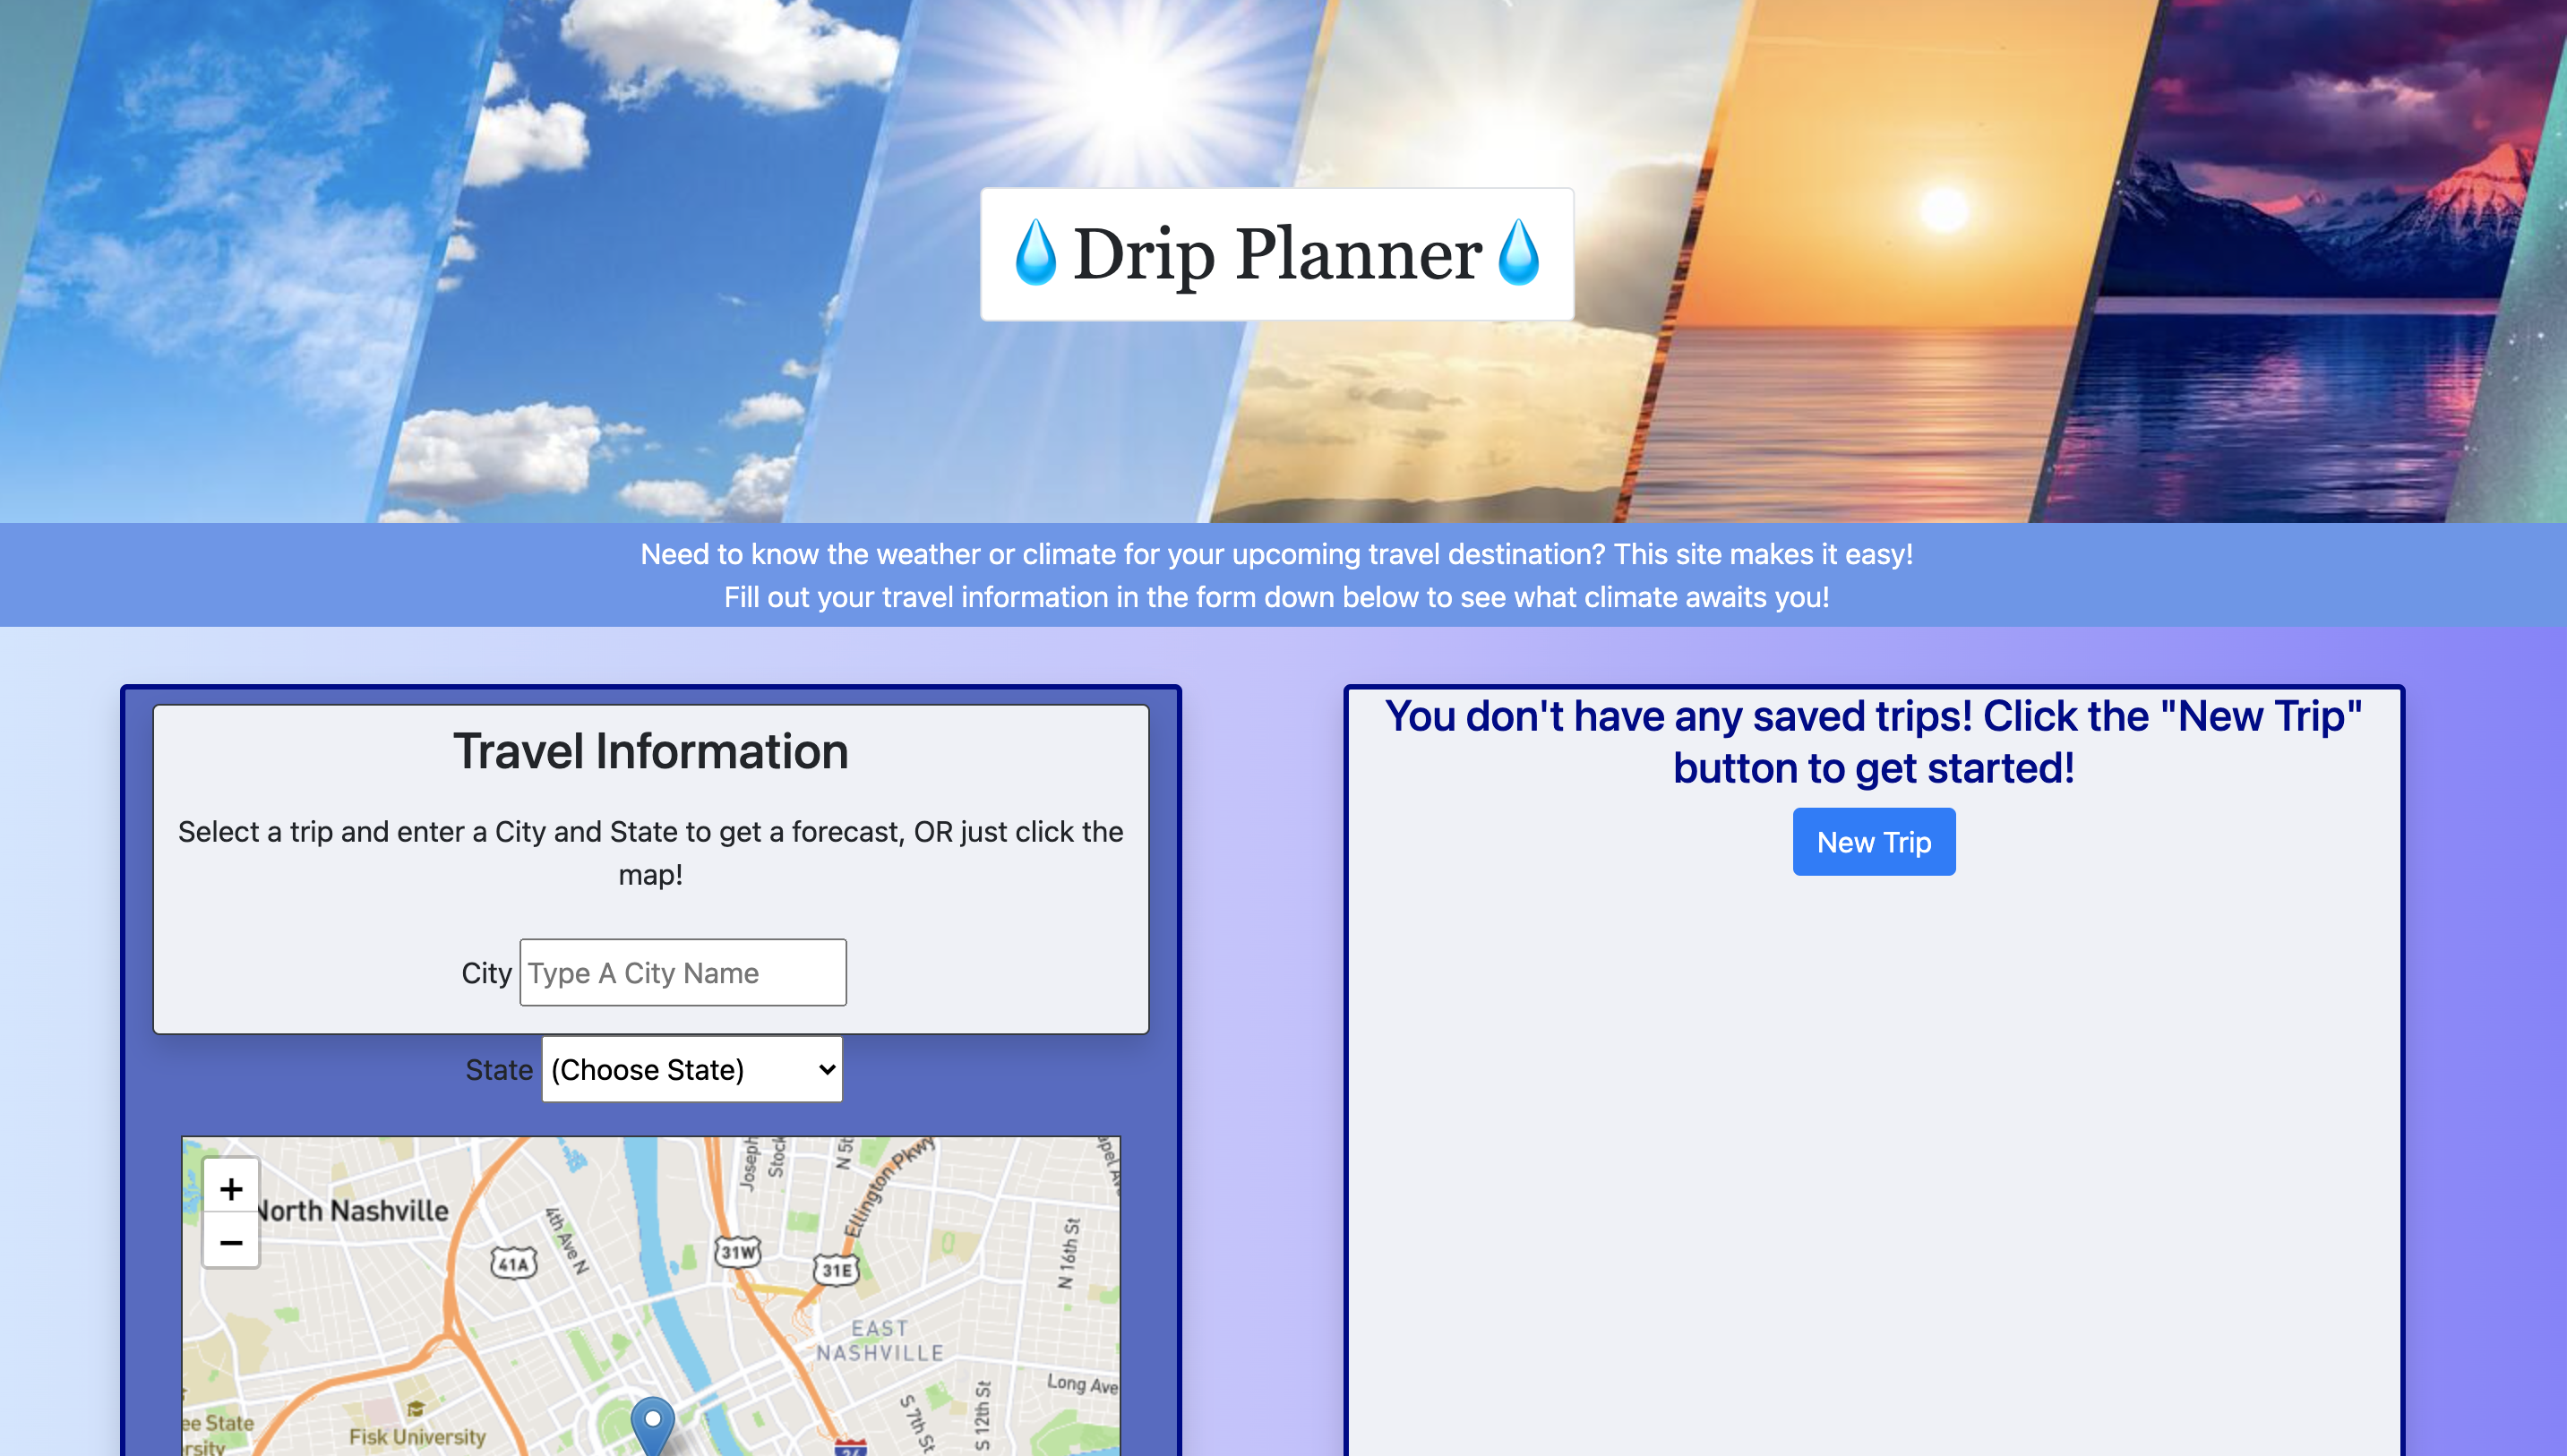 💧Drip Planner💧
Need to know the weather or climate for your upcoming travel destination? This site makes it easy!
Fill out your travel information in the form down below to see what climate awaits you!
Travel Information
Select a trip and enter a City and State to get a forecast, OR just click the
map!
City Type A City Name
State (Choose State)
You don't have any saved trips! Click the "New Trip"
button to get started!
New Trip
+
−
North Nashville
4th Ave N
41A
Joseph
Stock
N 5t
Ellington Pkwy
31W
31E
N 16th St
EAST
NASHVILLE
Long Ave
S 7th St
S 12th St
ee State
rsity
Fisk University